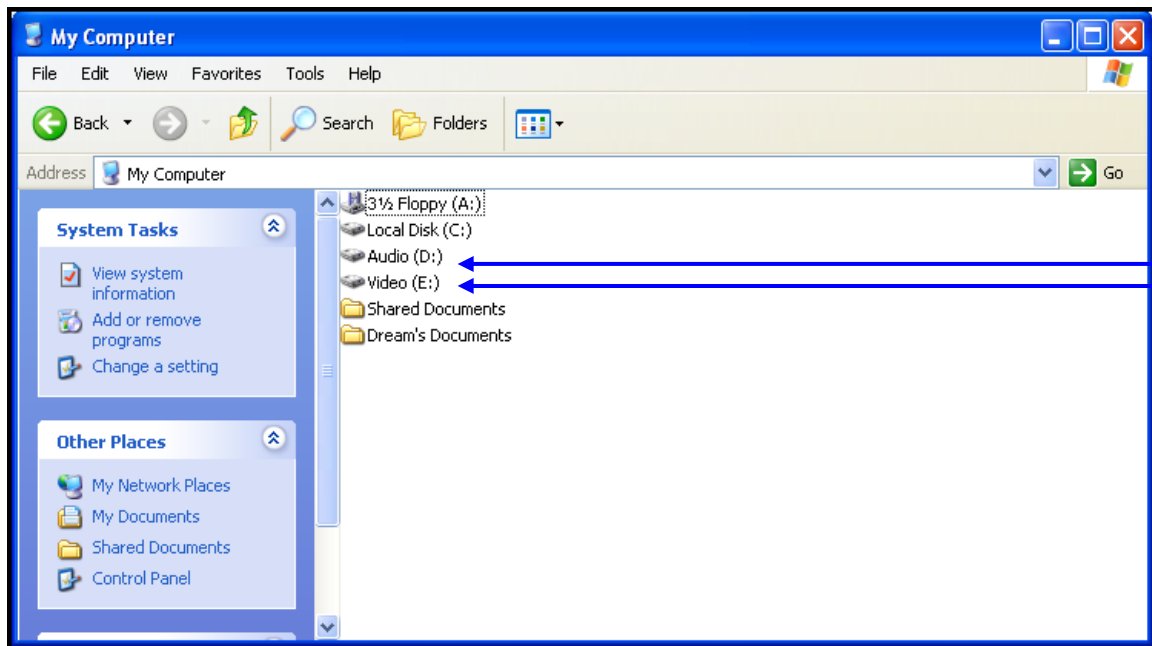 My Computer
File Edit View Favorites Tools Help
Back Search Folders
Address My Computer Go
System Tasks
View system
information
Add or remove
programs
Change a setting
Other Places
My Network Places
My Documents
Shared Documents
Control Panel
3½ Floppy (A:)
Local Disk (C:)
Audio (D:)
Video (E:)
Shared Documents
Dream's Documents